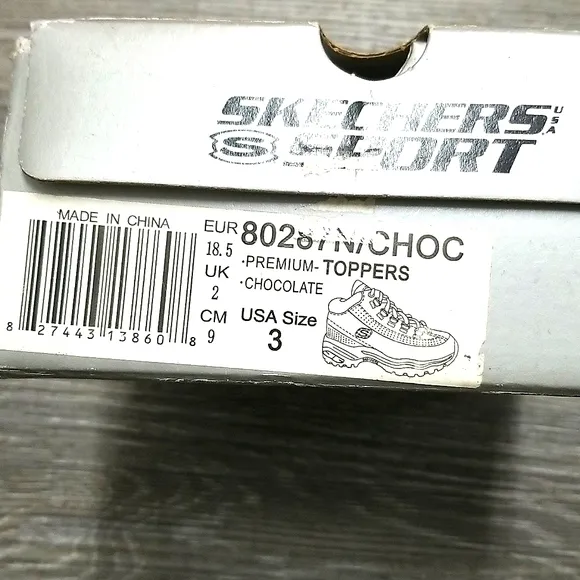 SKECHERS USA
S SPORT
MADE IN CHINA
EUR 80287N/CHOC
18.5 ·PREMIUM- TOPPERS
UK ·CHOCOLATE
2
CM USA Size
9 3
8 27443 13860 8